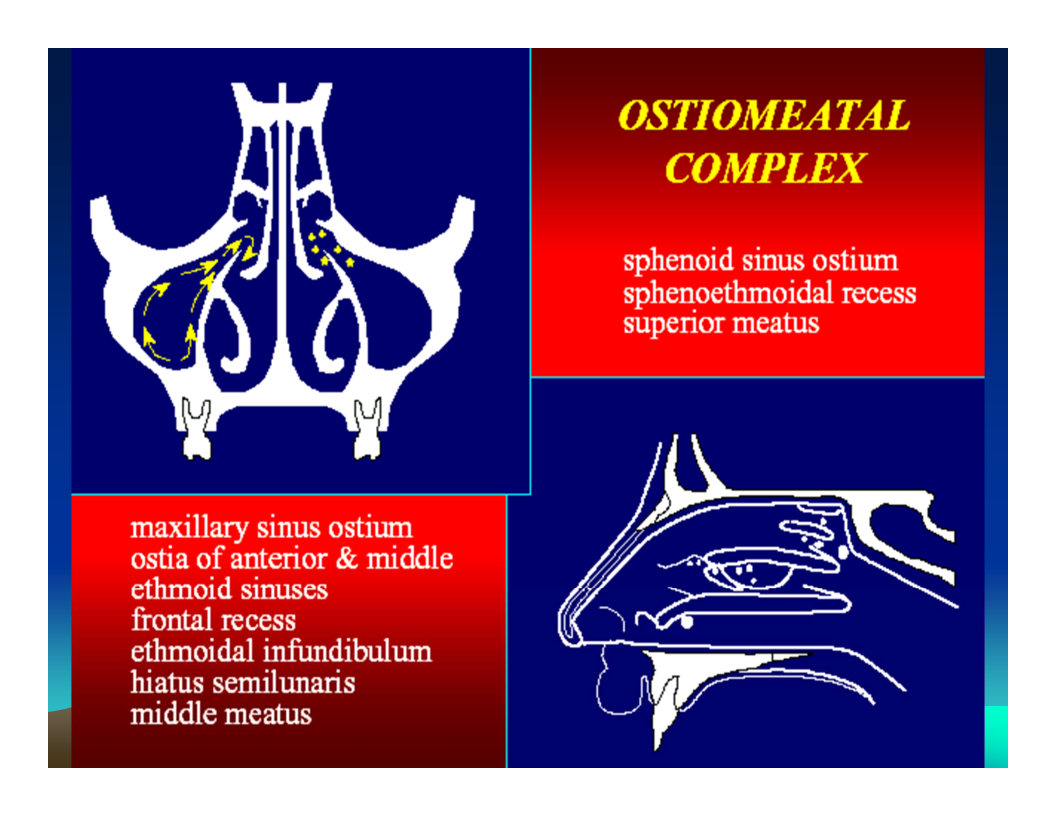 OSTIOMEATAL
COMPLEX
sphenoid sinus ostium
sphenoethmoidal recess
superior meatus
maxillary sinus ostium
ostia of anterior & middle
ethmoid sinuses
frontal recess
ethmoidal infundibulum
hiatus semilunaris
middle meatus